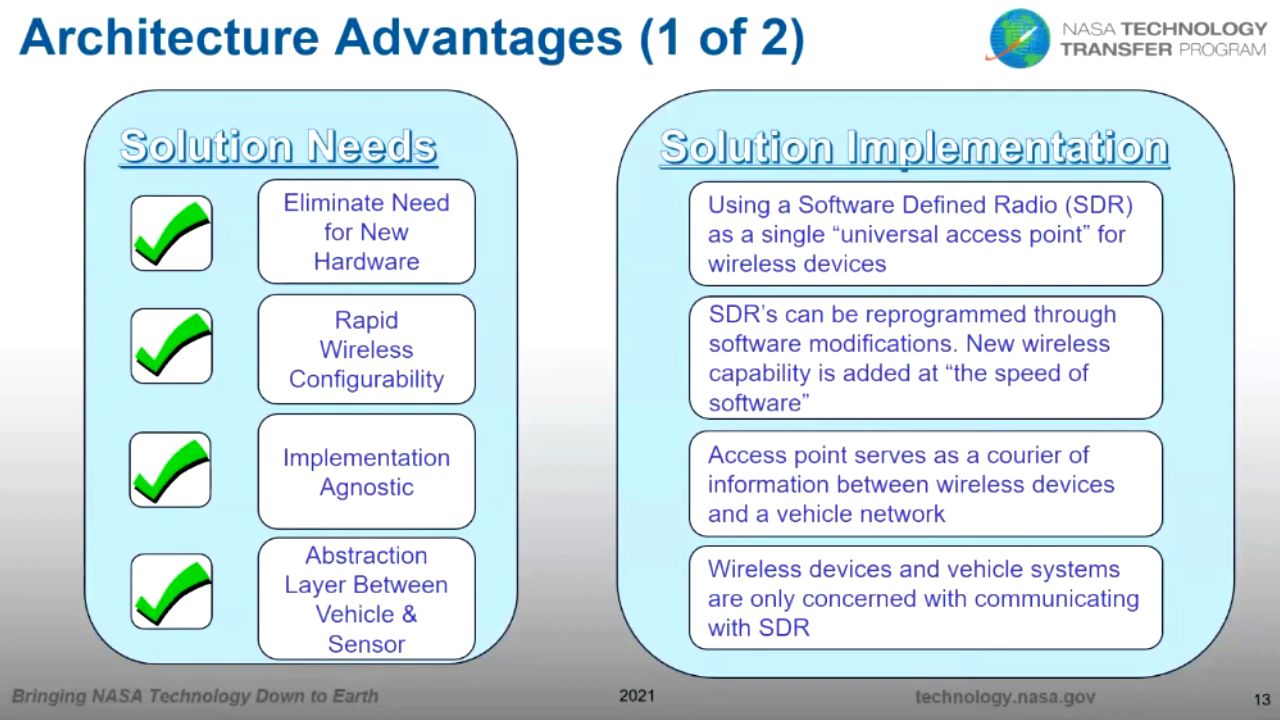 Architecture Advantages (1 of 2)
NASA TECHNOLOGY
TRANSFER PROGRAM
Solution Needs
Eliminate Need
for New
Hardware
Rapid
Wireless
Configurability
Implementation
Agnostic
Abstraction
Layer Between
Vehicle &
Sensor
Solution Implementation
Using a Software Defined Radio (SDR)
as a single “universal access point” for
wireless devices
SDR’s can be reprogrammed through
software modifications. New wireless
capability is added at “the speed of
software”
Access point serves as a courier of
information between wireless devices
and a vehicle network
Wireless devices and vehicle systems
are only concerned with communicating
with SDR
Bringing NASA Technology Down to Earth
2021
technology.nasa.gov
13